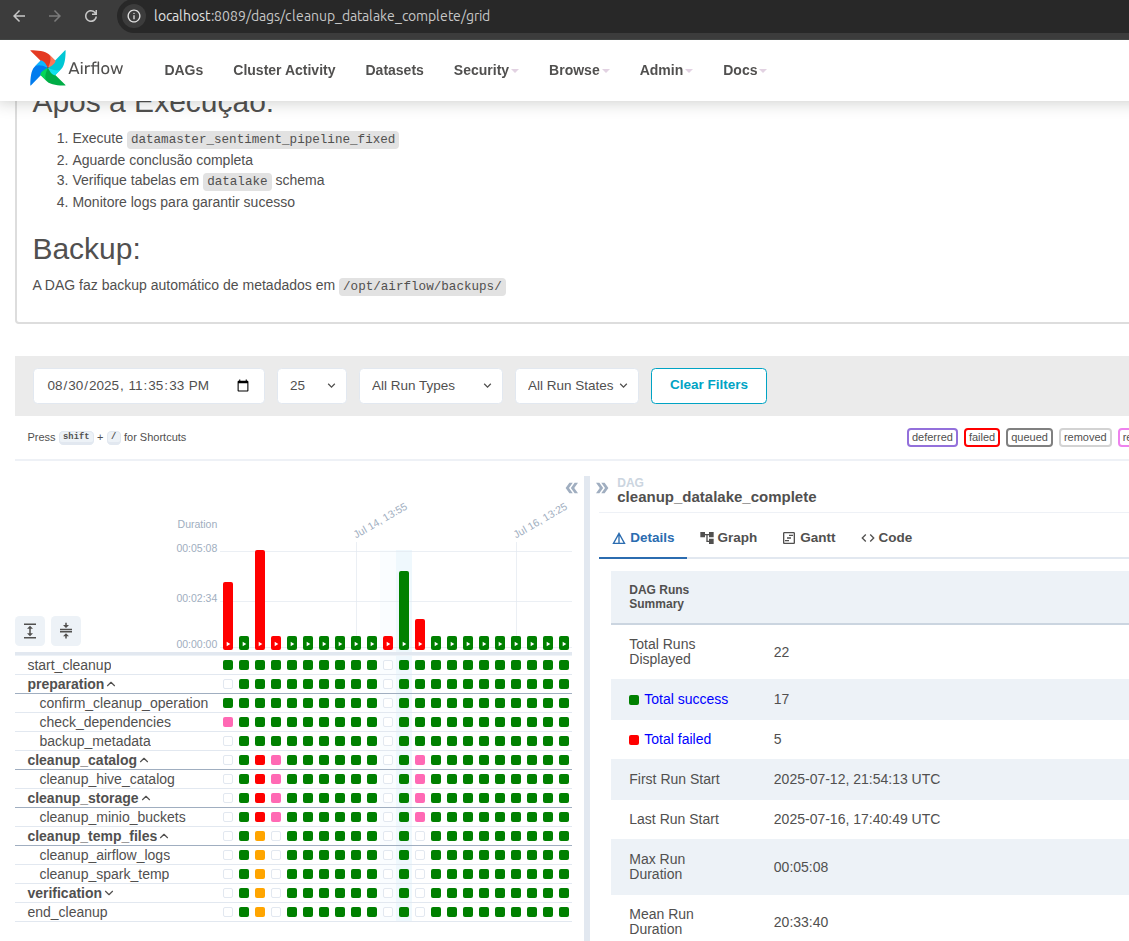 localhost:8089/dags/cleanup_datalake_complete/grid
Airflow DAGs Cluster Activity Datasets Security Browse Admin Docs
Após a Execução:
1. Execute datamaster_sentiment_pipeline_fixed
2. Aguarde conclusão completa
3. Verifique tabelas em datalake schema
4. Monitore logs para garantir sucesso
Backup:
A DAG faz backup automático de metadados em /opt/airflow/backups/
08/30/2025, 11:35:33 PM 25 All Run Types All Run States Clear Filters
Press shift + / for Shortcuts
deferred failed queued removed re
DAG
cleanup_datalake_complete
Details Graph Gantt Code
Jul 14, 13:55 Jul 16, 13:25
Duration
00:05:08
00:02:34
00:00:00
start_cleanup
preparation
confirm_cleanup_operation
check_dependencies
backup_metadata
cleanup_catalog
cleanup_hive_catalog
cleanup_storage
cleanup_minio_buckets
cleanup_temp_files
cleanup_airflow_logs
cleanup_spark_temp
verification
end_cleanup
DAG Runs
Summary
Total Runs
Displayed
22
Total success 17
Total failed 5
First Run Start 2025-07-12, 21:54:13 UTC
Last Run Start 2025-07-16, 17:40:49 UTC
Max Run
Duration
00:05:08
Mean Run
Duration
20:33:40